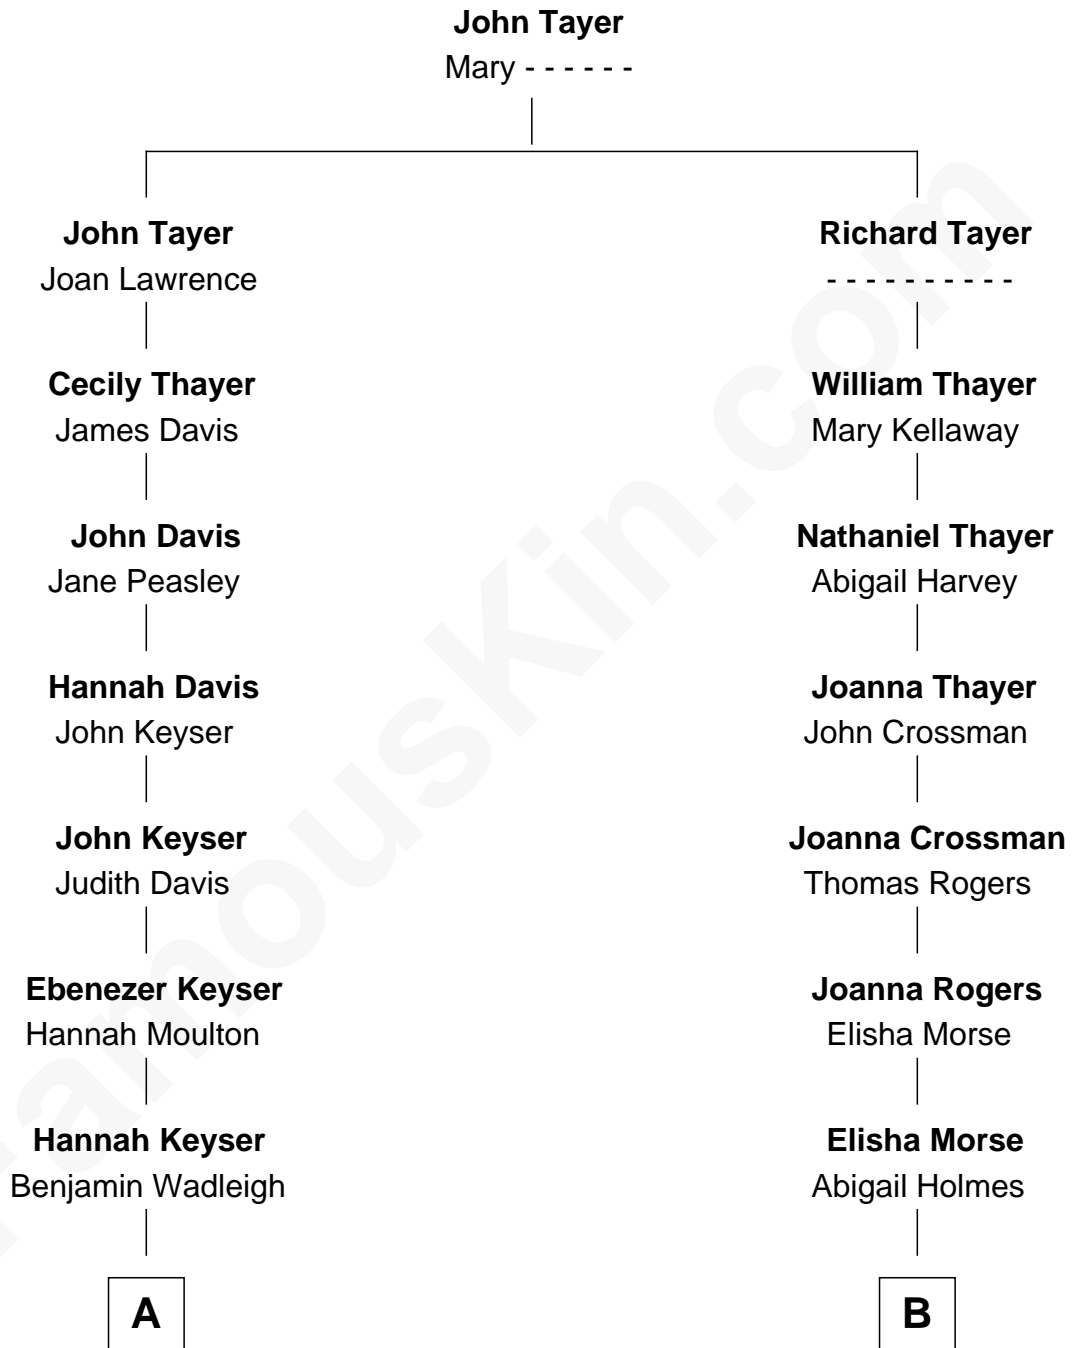 John Tayer
Mary - - - - - -
John Tayer
Joan Lawrence
Richard Tayer
- - - - - - - - - -
Cecily Thayer
James Davis
William Thayer
Mary Kellaway
John Davis
Jane Peasley
Nathaniel Thayer
Abigail Harvey
Hannah Davis
John Keyser
Joanna Thayer
John Crossman
John Keyser
Judith Davis
Joanna Crossman
Thomas Rogers
Ebenezer Keyser
Hannah Moulton
Joanna Rogers
Elisha Morse
Hannah Keyser
Benjamin Wadleigh
Elisha Morse
Abigail Holmes
A
B
FamousKin.com